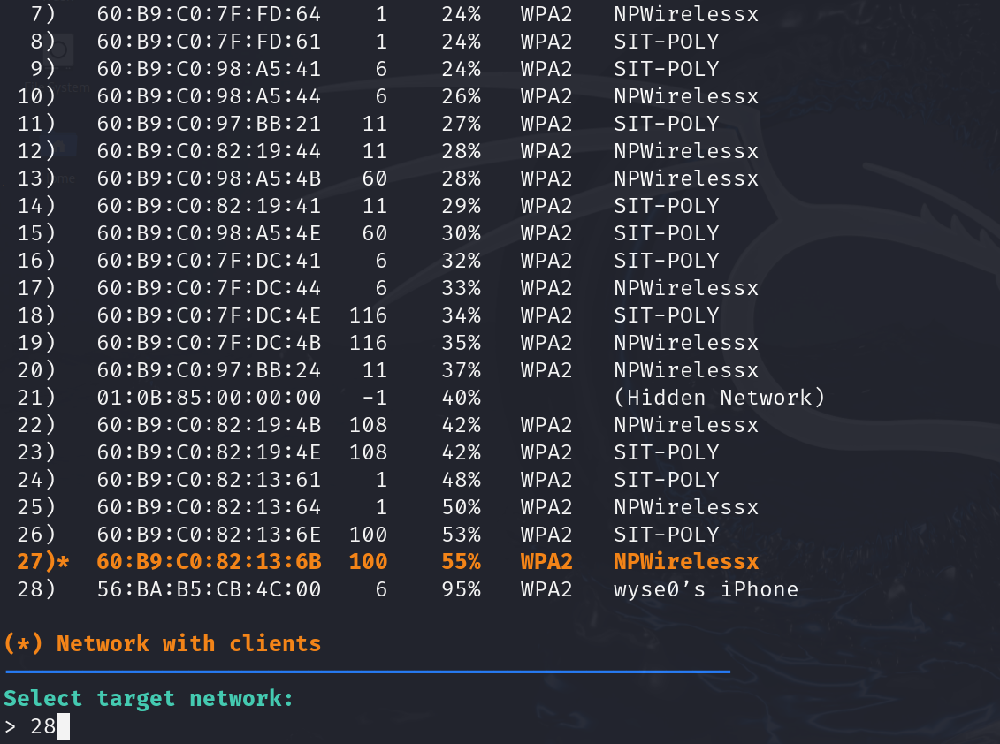 7) 60:B9:C0:7F:FD:64 1 24% WPA2 NPWirelessx
8) 60:B9:C0:7F:FD:61 1 24% WPA2 SIT-POLY
9) 60:B9:C0:98:A5:41 6 24% WPA2 SIT-POLY
10) 60:B9:C0:98:A5:44 6 26% WPA2 NPWirelessx
11) 60:B9:C0:97:BB:21 11 27% WPA2 SIT-POLY
12) 60:B9:C0:82:19:44 11 28% WPA2 NPWirelessx
13) 60:B9:C0:98:A5:4B 60 28% WPA2 NPWirelessx
14) 60:B9:C0:82:19:41 11 29% WPA2 SIT-POLY
15) 60:B9:C0:98:A5:4E 60 30% WPA2 SIT-POLY
16) 60:B9:C0:7F:DC:41 6 32% WPA2 SIT-POLY
17) 60:B9:C0:7F:DC:44 6 33% WPA2 NPWirelessx
18) 60:B9:C0:7F:DC:4E 116 34% WPA2 SIT-POLY
19) 60:B9:C0:7F:DC:4B 116 35% WPA2 NPWirelessx
20) 60:B9:C0:97:BB:24 11 37% WPA2 NPWirelessx
21) 01:0B:85:00:00:00 -1 40% (Hidden Network)
22) 60:B9:C0:82:19:4B 108 42% WPA2 NPWirelessx
23) 60:B9:C0:82:19:4E 108 42% WPA2 SIT-POLY
24) 60:B9:C0:82:13:61 1 48% WPA2 SIT-POLY
25) 60:B9:C0:82:13:64 1 50% WPA2 NPWirelessx
26) 60:B9:C0:82:13:6E 100 53% WPA2 SIT-POLY
27)* 60:B9:C0:82:13:6B 100 55% WPA2 NPWirelessx
28) 56:BA:B5:CB:4C:00 6 95% WPA2 wyse0’s iPhone
(*) Network with clients
Select target network:
> 28